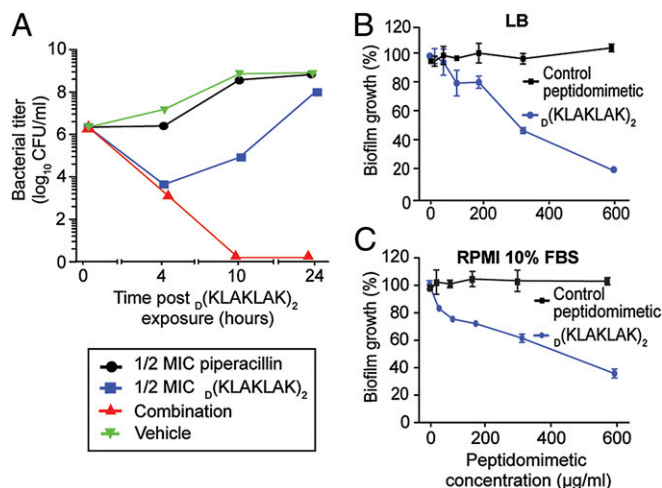 A
Bacterial titer
(log10 CFU/ml)
10
8
6
4
2
0
0 4 10 24
Time post D(KLAKLAK)2
exposure (hours)
1/2 MIC piperacillin
1/2 MIC D(KLAKLAK)2
Combination
Vehicle
B
LB
Biofilm growth (%)
120
100
80
60
40
20
Control
peptidomimetic
D(KLAKLAK)2
0 200 400 600
C
RPMI 10% FBS
Biofilm growth (%)
120
100
80
60
40
20
0
Control
peptidomimetic
D(KLAKLAK)2
0 200 400 600
Peptidomimetic
concentration (µg/ml)